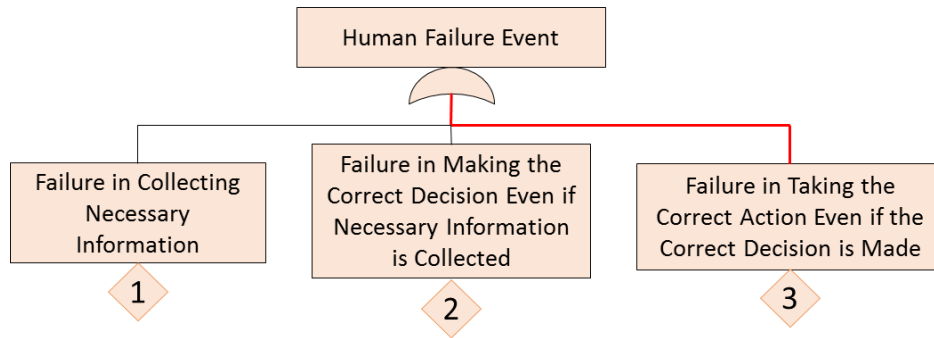 Human Failure Event
Failure in Collecting
Necessary
Information
Failure in Making the
Correct Decision Even if
Necessary Information
is Collected
Failure in Taking the
Correct Action Even if the
Correct Decision is Made
1
2
3